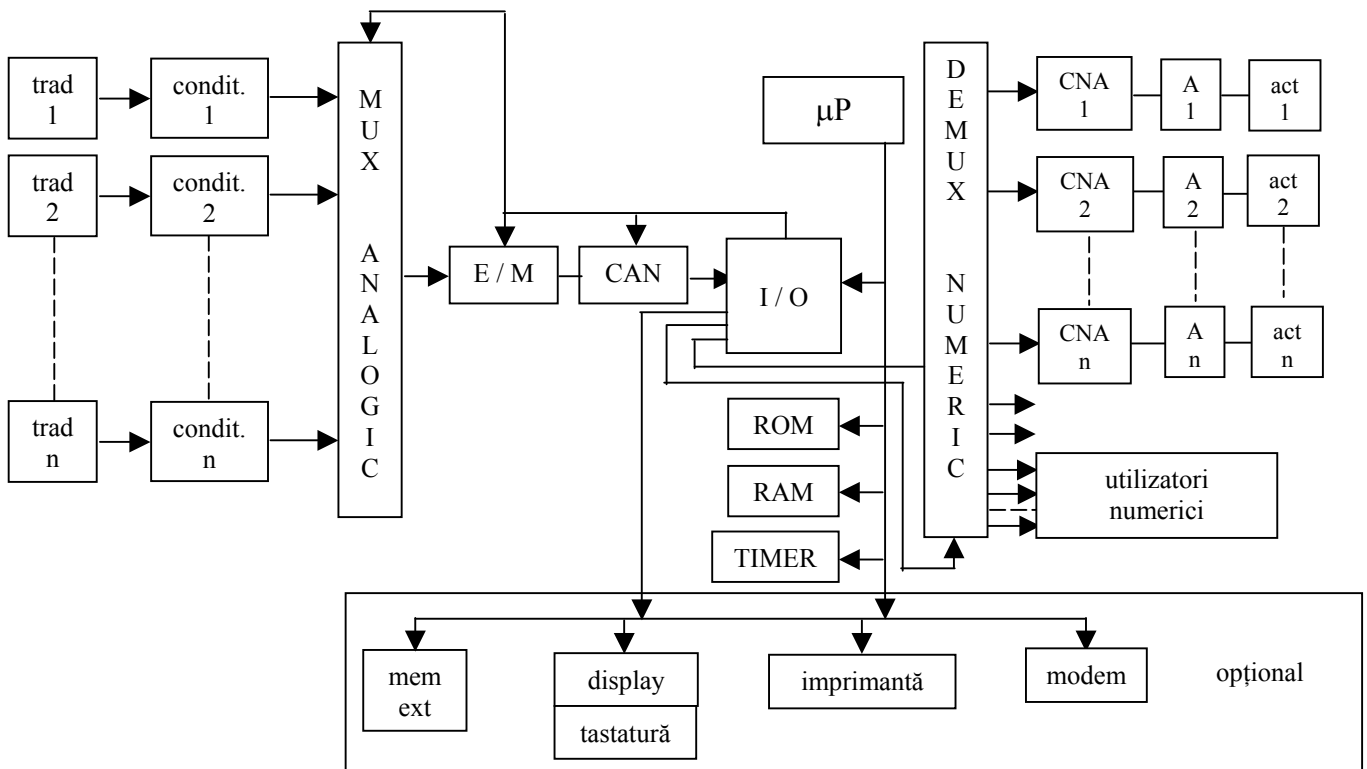 trad
1
condit.
1
trad
2
condit.
2
trad
n
condit.
n
M
U
X
A
N
A
L
O
G
I
C
E / M
CAN
I / O
μP
ROM
RAM
TIMER
D
E
M
U
X
N
U
M
E
R
I
C
CNA
1
A
1
act
1
CNA
2
A
2
act
2
CNA
n
A
n
act
n
utilizatori
numerici
mem
ext
display
tastatură
imprimantă
modem
opțional